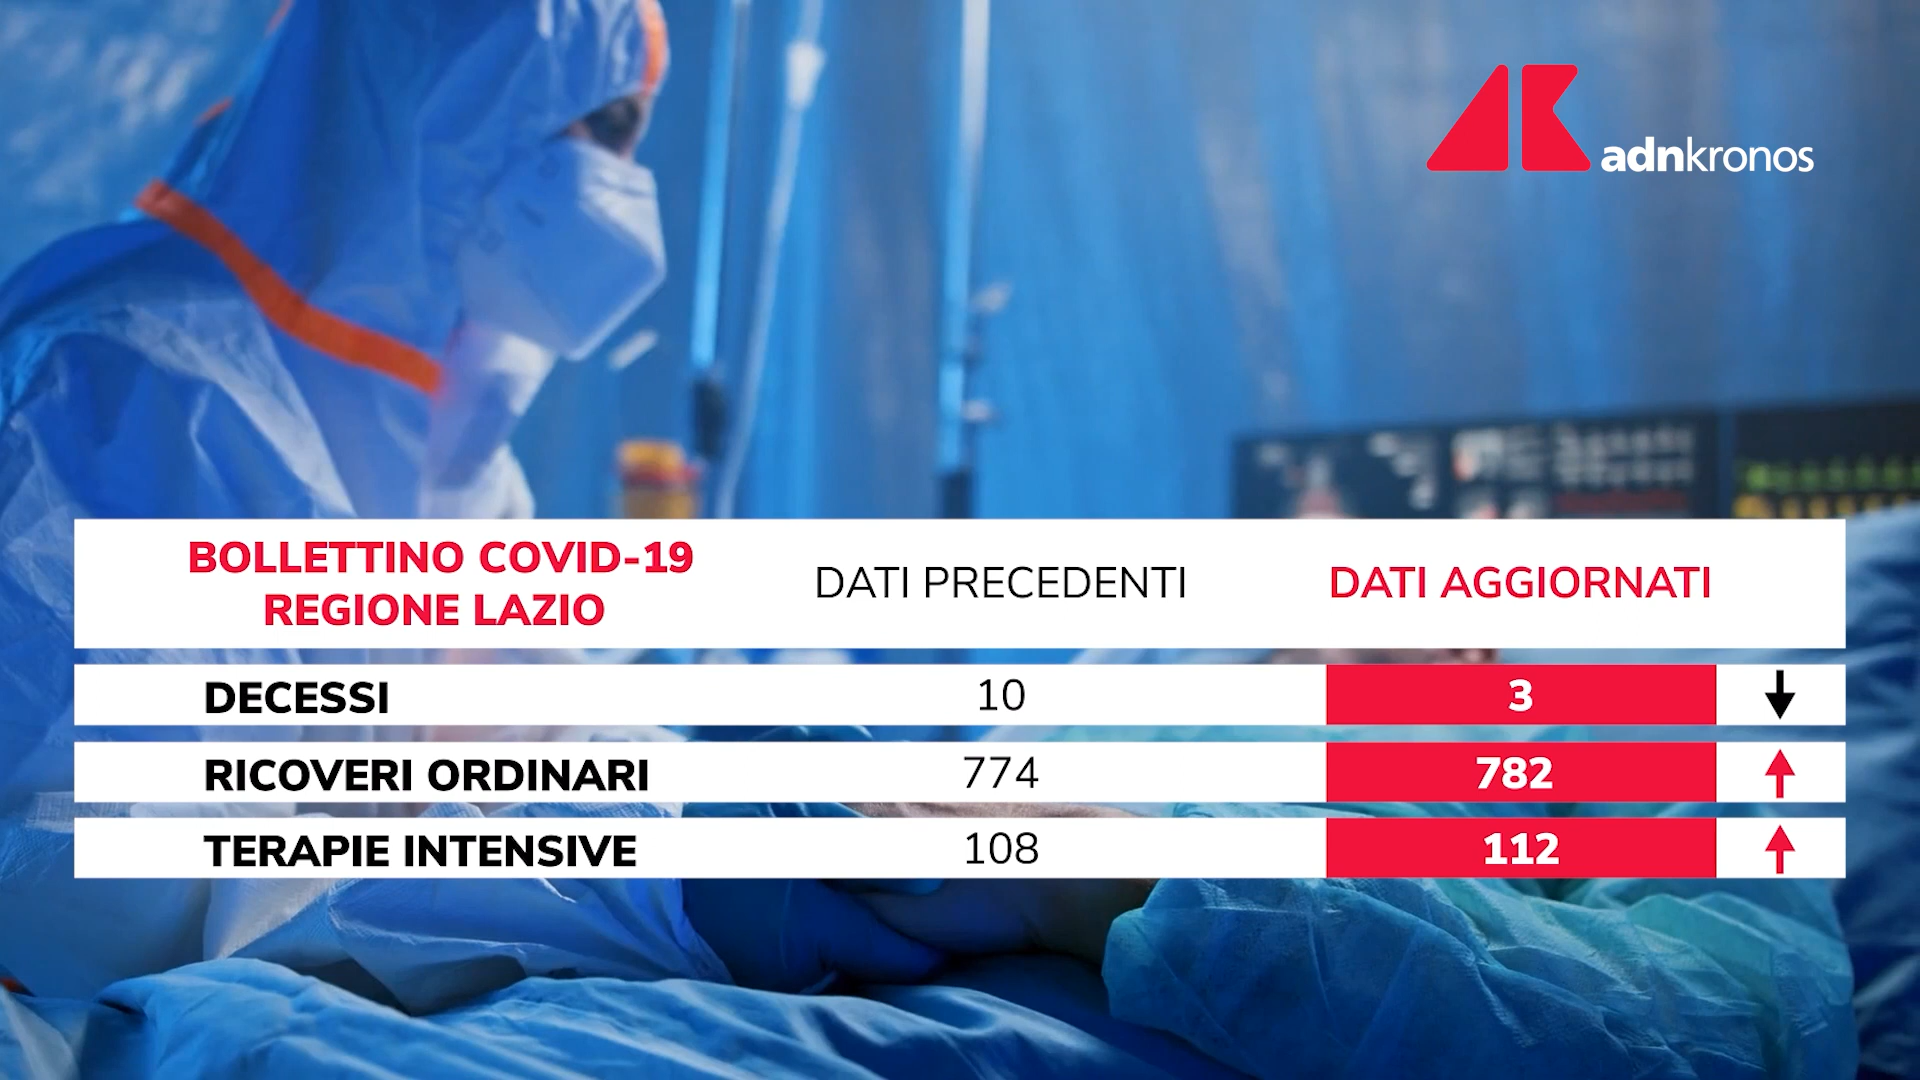 adnkronos
BOLLETTINO COVID-19
REGIONE LAZIO
DATI PRECEDENTI
DATI AGGIORNATI
DECESSI 10 3
RICOVERI ORDINARI 774 782
TERAPIE INTENSIVE 108 112